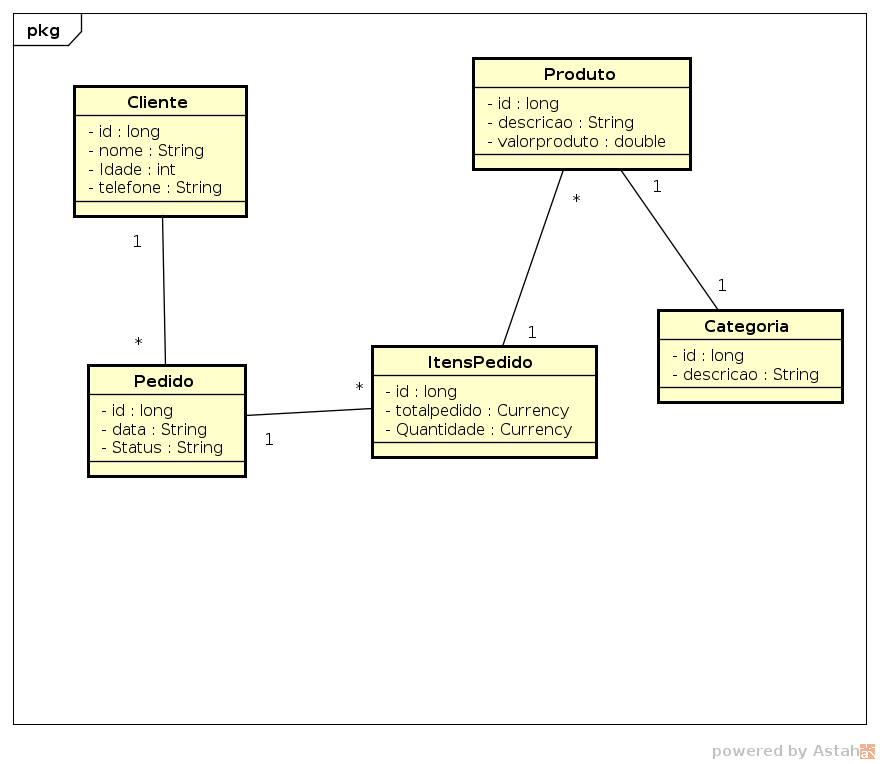 pkg
Cliente
- id : long
- nome : String
- Idade : int
- telefone : String
Produto
- id : long
- descricao : String
- valorproduto : double
1
*
*
1
1
1
Pedido
- id : long
- data : String
- Status : String
1
*
ItensPedido
- id : long
- totalpedido : Currency
- Quantidade : Currency
Categoria
- id : long
- descricao : String
powered by Astah